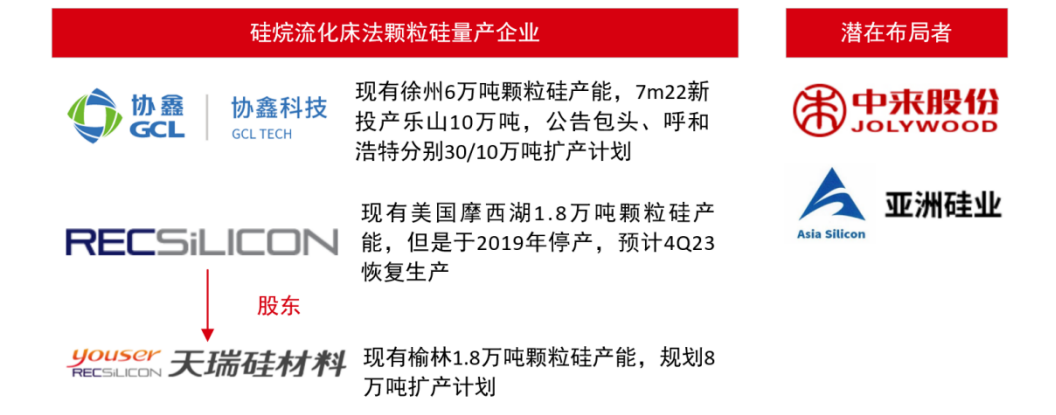 硅烷流化床法颗粒硅量产企业
潜在布局者
协鑫
GCL
协鑫科技
GCL TECH
现有徐州6万吨颗粒硅产能，7m22新
投产乐山10万吨，公告包头、呼和
浩特分别30/10万吨扩产计划
中来股份
JOLYWOOD
RECSiLICON
现有美国摩西湖1.8万吨颗粒硅产
能，但是于2019年停产，预计4Q23
恢复生产
Asia Silicon
亚洲硅业
股东
youser
RECSiLICON
天瑞硅材料
现有榆林1.8万吨颗粒硅产能，规划8
万吨扩产计划